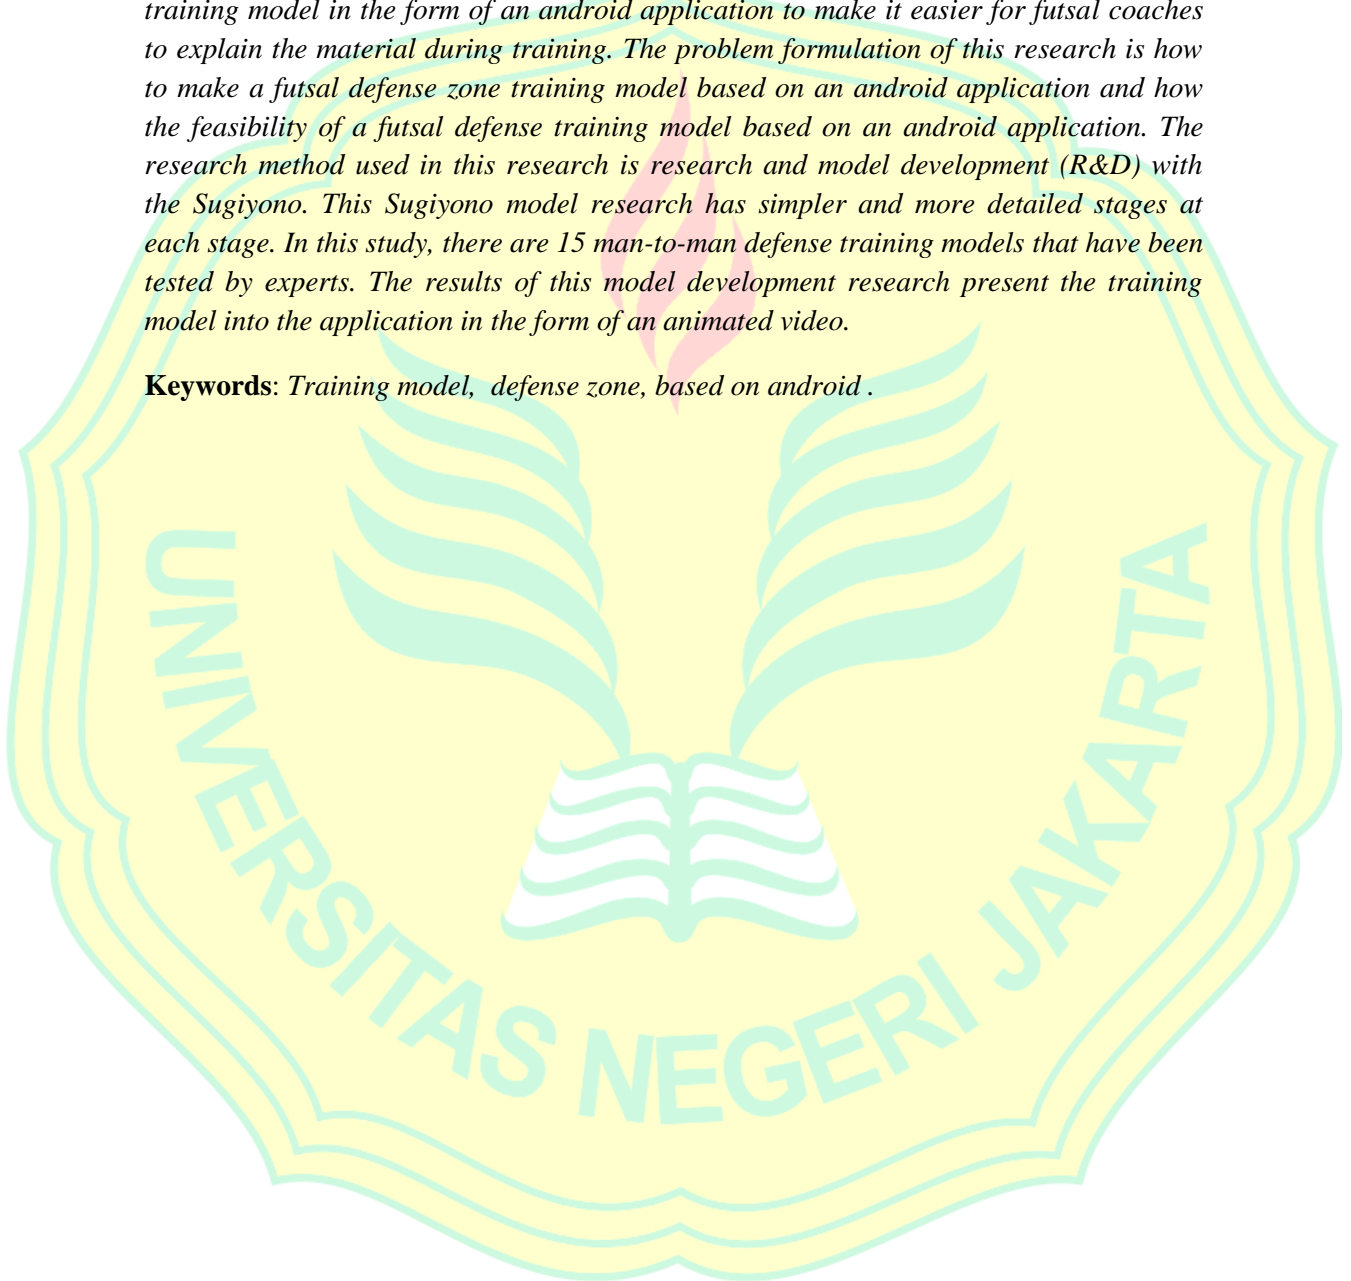 training model in the form of an android application to make it easier for futsal coaches
to explain the material during training. The problem formulation of this research is how
to make a futsal defense zone training model based on an android application and how
the feasibility of a futsal defense training model based on an android application. The
research method used in this research is research and model development (R&D) with
the Sugiyono. This Sugiyono model research has simpler and more detailed stages at
each stage. In this study, there are 15 man-to-man defense training models that have been
tested by experts. The results of this model development research present the training
model into the application in the form of an animated video.
Keywords: Training model,  defense zone, based on android .
UNIVERSITAS NEGERI JAKARTA